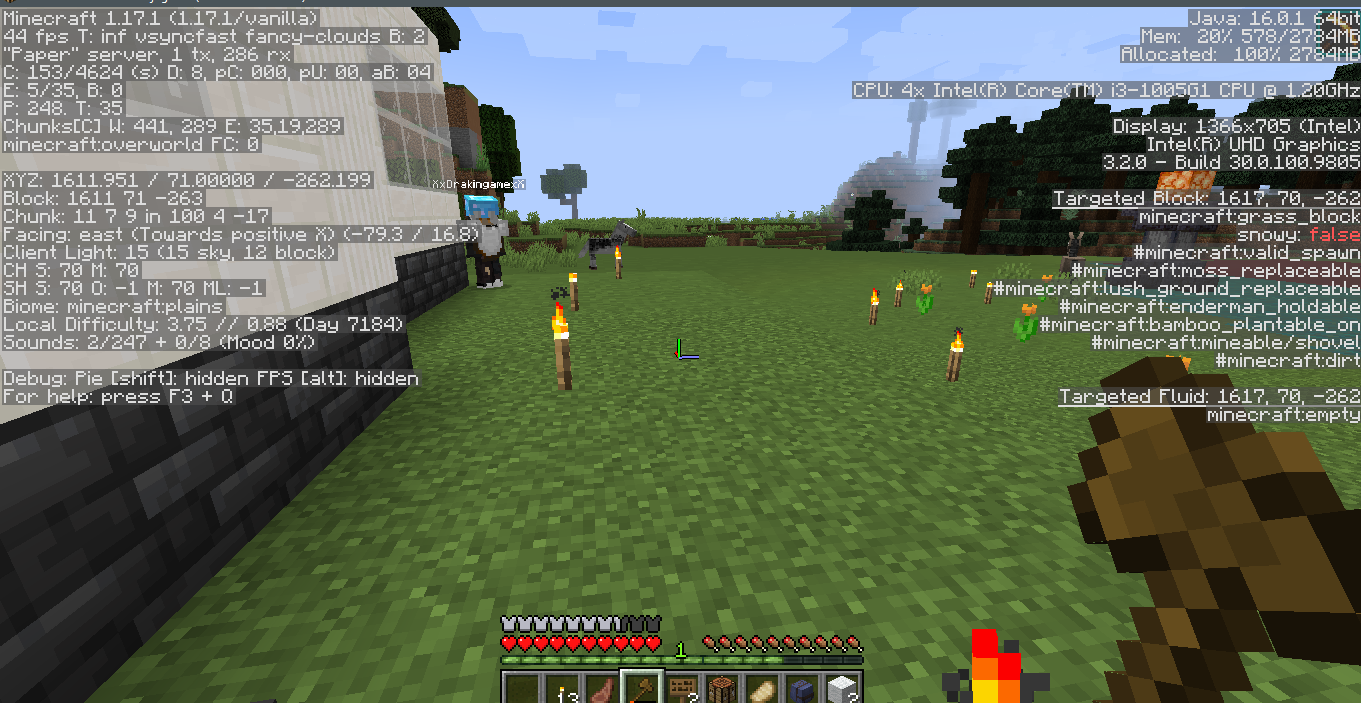 Minecraft 1.17.1 (1.17.1/vanilla)
44 fps T: inf vsyncfast fancy-clouds B: 2
"Paper" server, 1 tx, 286 rx
C: 153/4624 (s) D: 8, pC: 000, pU: 00, aB: 04
E: 5/35, B: 0
P: 248. T: 35
Chunks[C] W: 441, 289 E: 35,19,289
minecraft:overworld FC: 0
XYZ: 1611.951 / 71.00000 / -262.199
Block: 1611 71 -263
Chunk: 11 7 9 in 100 4 -17
Facing: east (Towards positive X) (-79.3 / 16.8)
Client Light: 15 (15 sky, 12 block)
CH S: 70 M: 70
SH S: 70 O: -1 M: 70 ML: -1
Biome: minecraft:plains
Local Difficulty: 3.75 // 0.88 (Day 7184)
Sounds: 2/247 + 0/8 (Mood 0%)
Debug: Pie [shift]: hidden FPS [alt]: hidden
For help: press F3 + Q
XxDrakingamexX
Java: 16.0.1 64bit
Mem: 20% 578/2784MB
Allocated: 100% 2784MB
CPU: 4x Intel(R) Core(TM) i3-1005G1 CPU @ 1.20GHz
Display: 1366x705 (Intel)
Intel(R) UHD Graphics
3.2.0 - Build 30.0.100.9805
Targeted Block: 1617, 70, -262
minecraft:grass_block
snowy: false
#minecraft:valid_spawn
#minecraft:moss_replaceable
#minecraft:lush_ground_replaceable
#minecraft:enderman_holdable
#minecraft:bamboo_plantable_on
#minecraft:mineable/shovel
#minecraft:dirt
Targeted Fluid: 1617, 70, -262
minecraft:empty
1
13
2
2